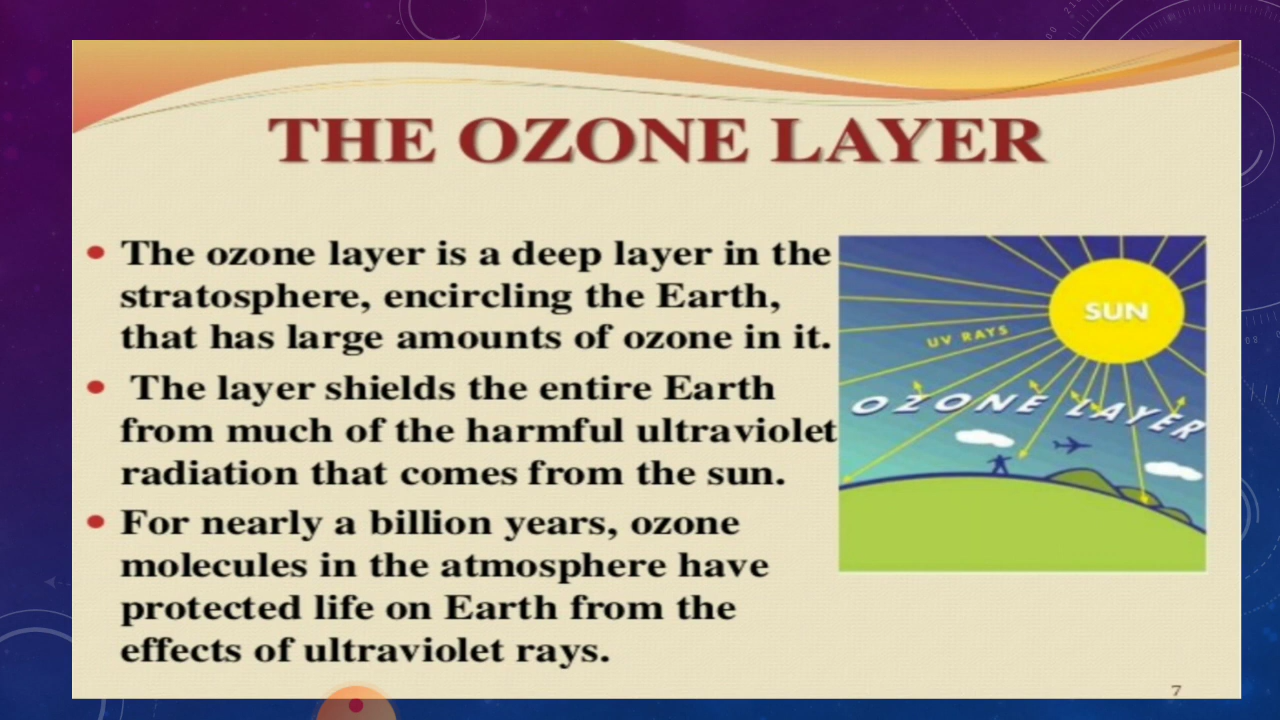 THE OZONE LAYER
• The ozone layer is a deep layer in the
stratosphere, encircling the Earth,
that has large amounts of ozone in it.
• The layer shields the entire Earth
from much of the harmful ultraviolet
radiation that comes from the sun.
• For nearly a billion years, ozone
molecules in the atmosphere have
protected life on Earth from the
effects of ultraviolet rays.
SUN
UV RAYS
OZONE LAYER
7